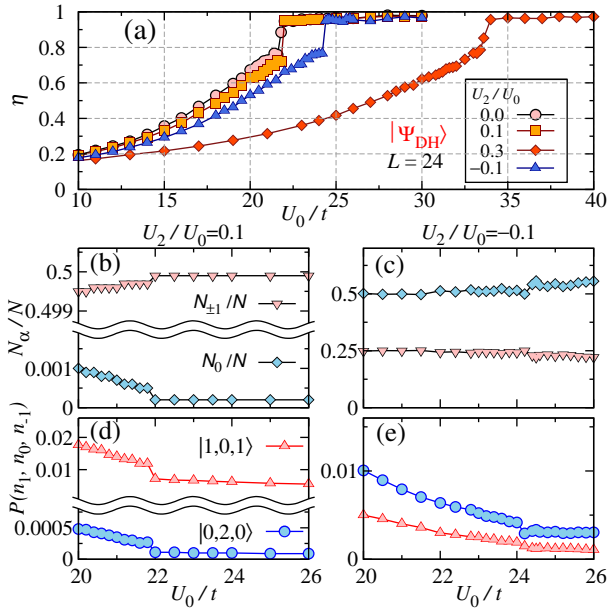 (a)
η
1
0.8
0.6
0.4
0.2
0
U₂/U₀
0.0
0.1
0.3
−0.1
|Ψ_DH⟩
L = 24
10 15 20 25 30 35 40
U₀/t
U₂/U₀=0.1
U₂/U₀=−0.1
(b)
N_α/N
0.5
0.499
0.001
0
N_±1/N
N₀/N
(c)
0.5
0.25
0
(d)
P(n₁, n₀, n₋₁)
0.02
0.01
0.0005
0
|1,0,1⟩
|0,2,0⟩
20 22 24 26
U₀/t
(e)
0.01
0
20 22 24 26
U₀/t